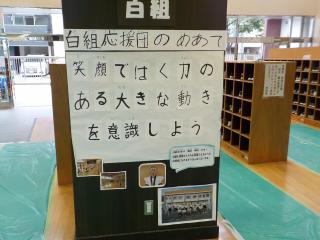 白組
白組応援団のめあて
笑顔ではく力の
ある大きな動き
を意識しよう